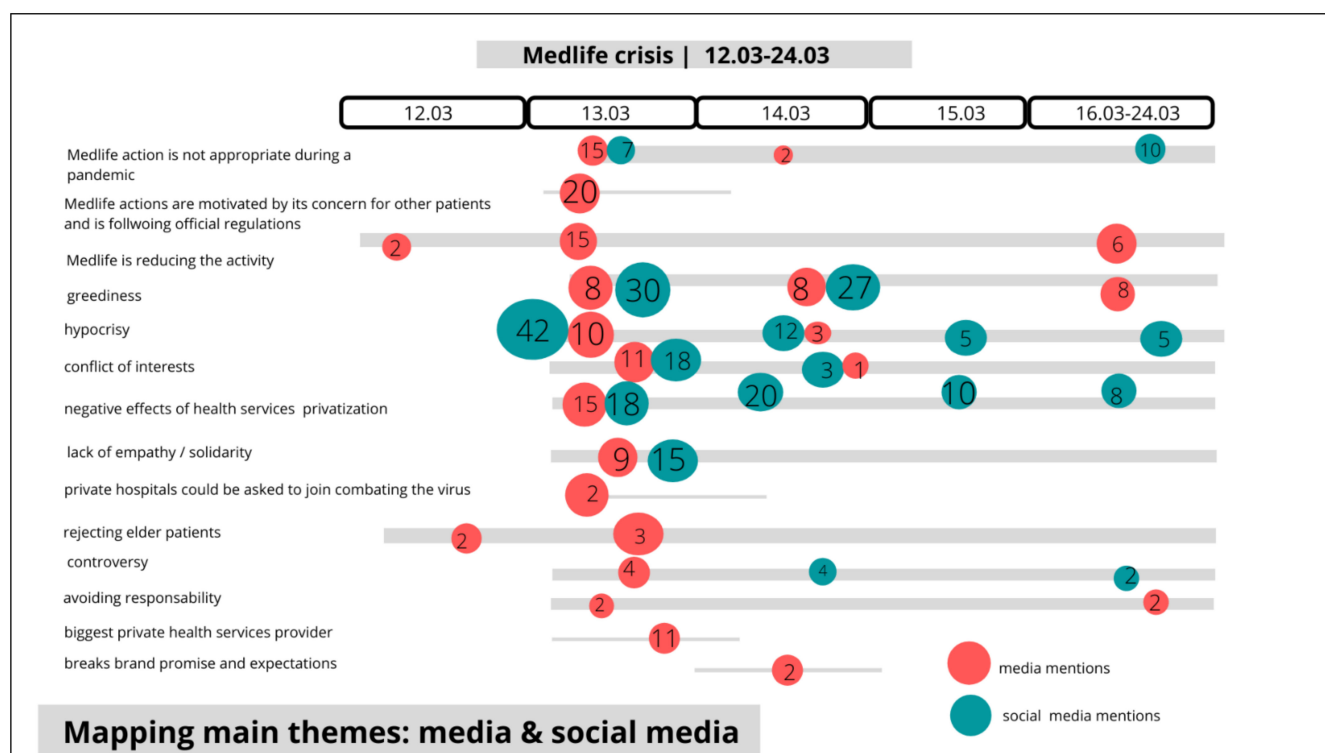 Medlife crisis | 12.03-24.03
12.03 13.03 14.03 15.03 16.03-24.03
Medlife action is not appropriate during a
pandemic
15 7 2 10
20
Medlife actions are motivated by its concern for other patients
and is follwoing official regulations
2 15 6
Medlife is reducing the activity
8 30 8 27 8
greediness
hypocrisy
42 10 12 3 5 5
conflict of interests
11 18 3 1
negative effects of health services privatization
15 18 20 10 8
lack of empathy / solidarity
9 15
private hospitals could be asked to join combating the virus
2
rejecting elder patients
2 3
controversy
4 4 2
avoiding responsability
2 2
biggest private health services provider
11
breaks brand promise and expectations
2
media mentions
social media mentions
Mapping main themes: media & social media